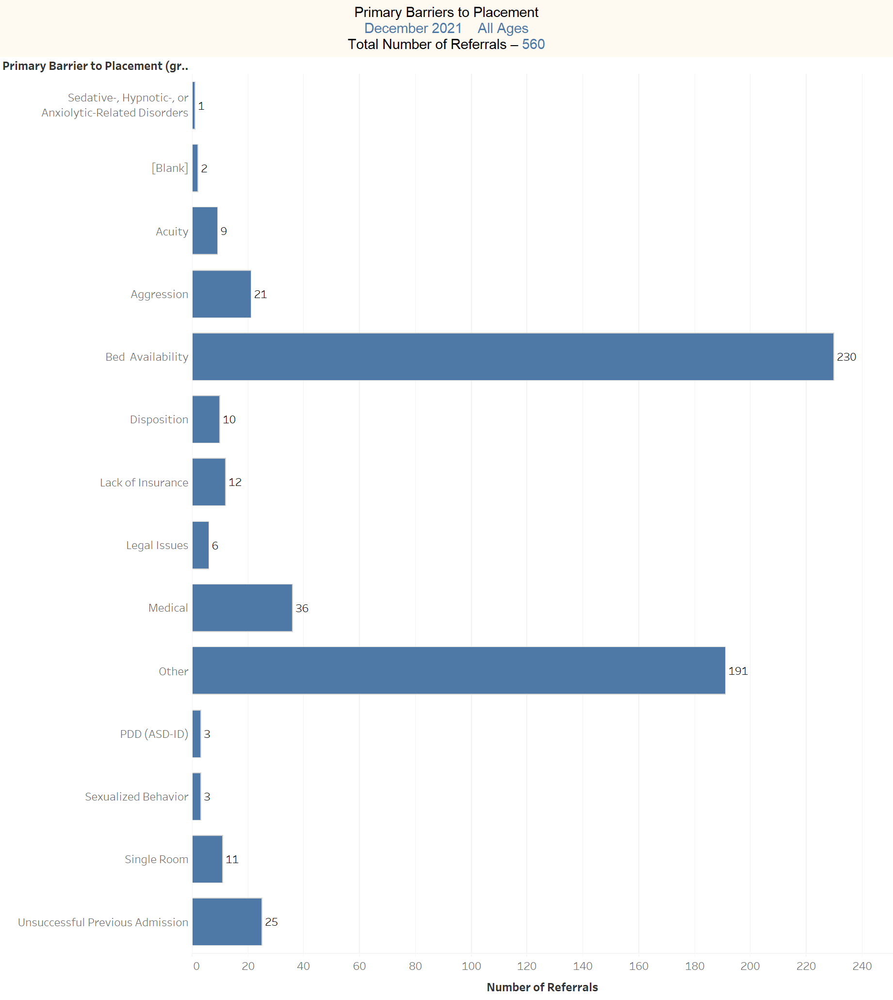 Primary Barriers to Placement
December 2021 All Ages
Total Number of Referrals – 560
Primary Barrier to Placement (gr..
Sedative-, Hypnotic-, or
Anxiolytic-Related Disorders
1
[Blank]
2
Acuity
9
Aggression
21
Bed  Availability
230
Disposition
10
Lack of Insurance
12
Legal Issues
6
Medical
36
Other
191
PDD (ASD-ID)
3
Sexualized Behavior
3
Single Room
11
Unsuccessful Previous Admission
25
0 20 40 60 80 100 120 140 160 180 200 220 240
Number of Referrals